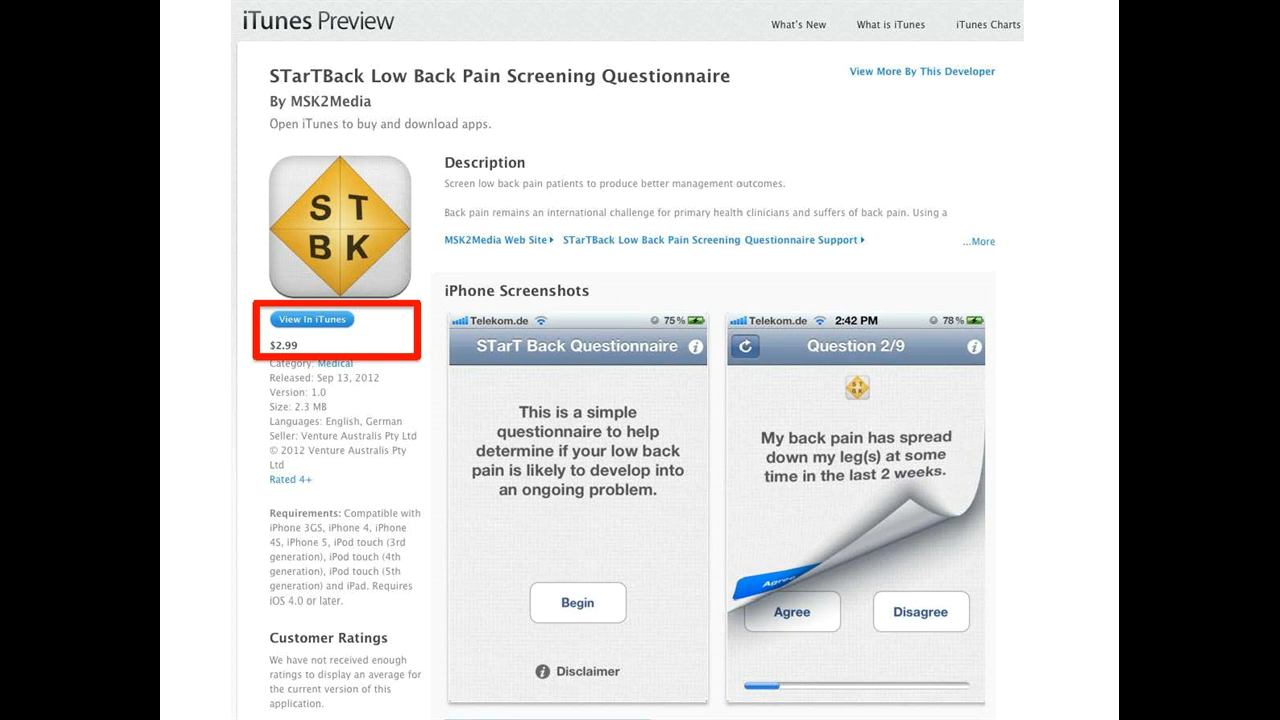 iTunes Preview
What's New What is iTunes iTunes Charts
STarTBack Low Back Pain Screening Questionnaire
View More By This Developer
By MSK2Media
Open iTunes to buy and download apps.
S T
B K
View In iTunes
$2.99
Category: Medical
Released: Sep 13, 2012
Version: 1.0
Size: 2.3 MB
Languages: English, German
Seller: Venture Australis Pty Ltd
© 2012 Venture Australis Pty
Ltd
Rated 4+
Requirements: Compatible with
iPhone 3GS, iPhone 4, iPhone
4S, iPhone 5, iPod touch (3rd
generation), iPod touch (4th
generation), iPod touch (5th
generation) and iPad. Requires
iOS 4.0 or later.
Customer Ratings
We have not received enough
ratings to display an average for
the current version of this
application.
Description
Screen low back pain patients to produce better management outcomes.
Back pain remains an international challenge for primary health clinicians and suffers of back pain. Using a
MSK2Media Web Site STarTBack Low Back Pain Screening Questionnaire Support ...More
iPhone Screenshots
Telekom.de 75%
STarT Back Questionnaire
This is a simple
questionnaire to help
determine if your low back
pain is likely to develop into
an ongoing problem.
Begin
Disclaimer
Telekom.de 2:42 PM 78%
Question 2/9
ST
BK
My back pain has spread
down my leg(s) at some
time in the last 2 weeks.
Agree
Agree Disagree